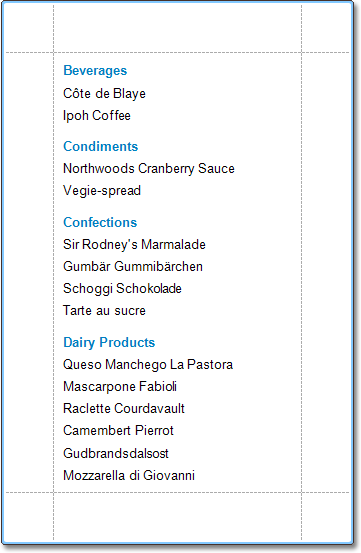 Beverages
Côte de Blaye
Ipoh Coffee
Condiments
Northwoods Cranberry Sauce
Vegie-spread
Confections
Sir Rodney's Marmalade
Gumbär Gummibärchen
Schoggi Schokolade
Tarte au sucre
Dairy Products
Queso Manchego La Pastora
Mascarpone Fabioli
Raclette Courdavault
Camembert Pierrot
Gudbrandsdalsost
Mozzarella di Giovanni